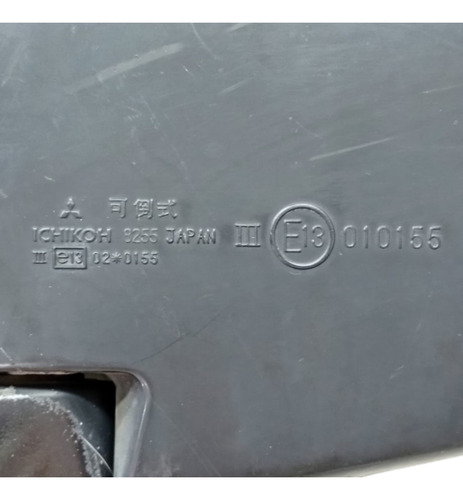 可倒式
ICHIKOH 8255 JAPAN III E13 010155
III e13 02*0155